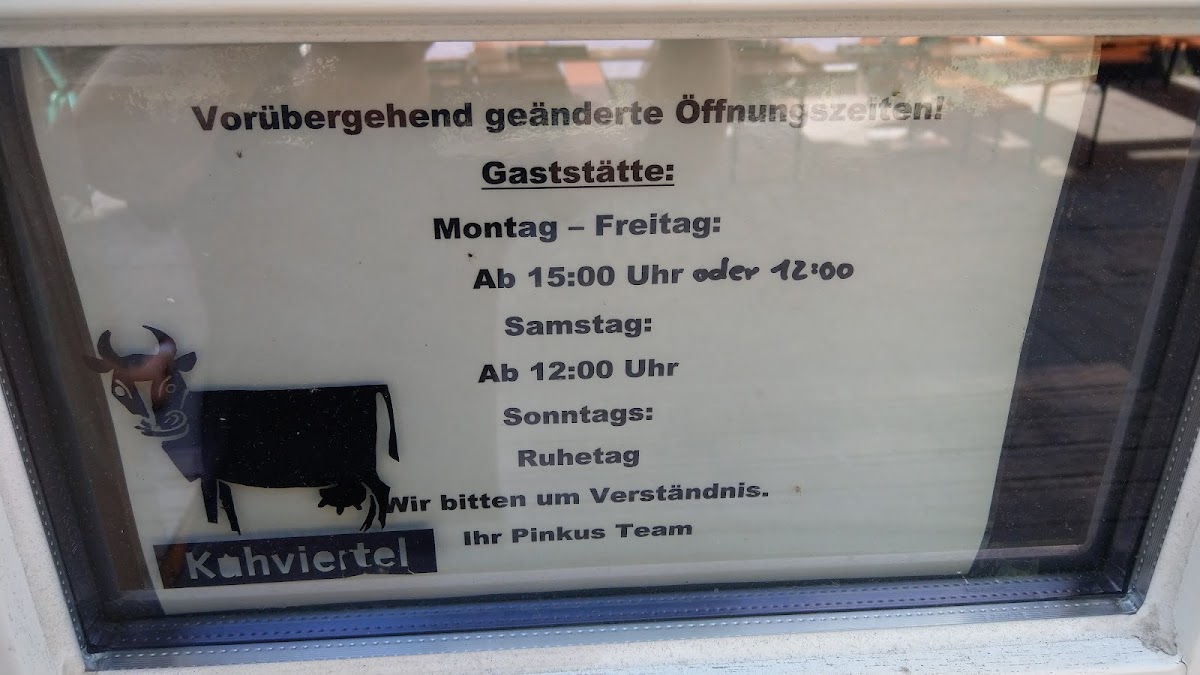 Vorübergehend geänderte Öffnungszeiten!
Gaststätte:
Montag – Freitag:
Ab 15:00 Uhr oder 12:00
Samstag:
Ab 12:00 Uhr
Sonntags:
Ruhetag
Wir bitten um Verständnis.
Ihr Pinkus Team
Kuhviertel